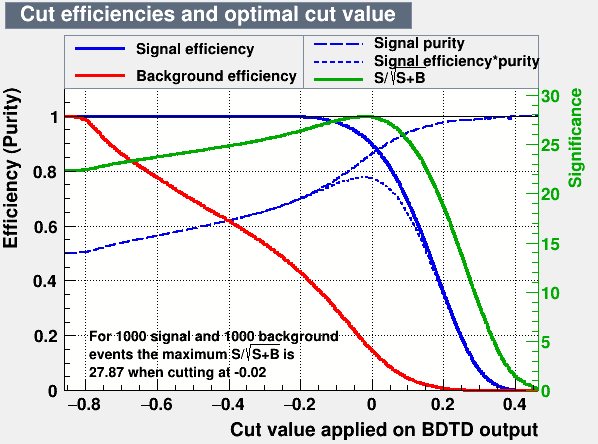 Cut efficiencies and optimal cut value
Signal efficiency
Background efficiency
Signal purity
Signal efficiency*purity
S/√S+B
Efficiency (Purity)
1
0.8
0.6
0.4
0.2
0
Significance
30
25
20
15
10
5
0
For 1000 signal and 1000 background
events the maximum S/√S+B is
27.87 when cutting at -0.02
−0.8 −0.6 −0.4 −0.2 0 0.2 0.4
Cut value applied on BDTD output